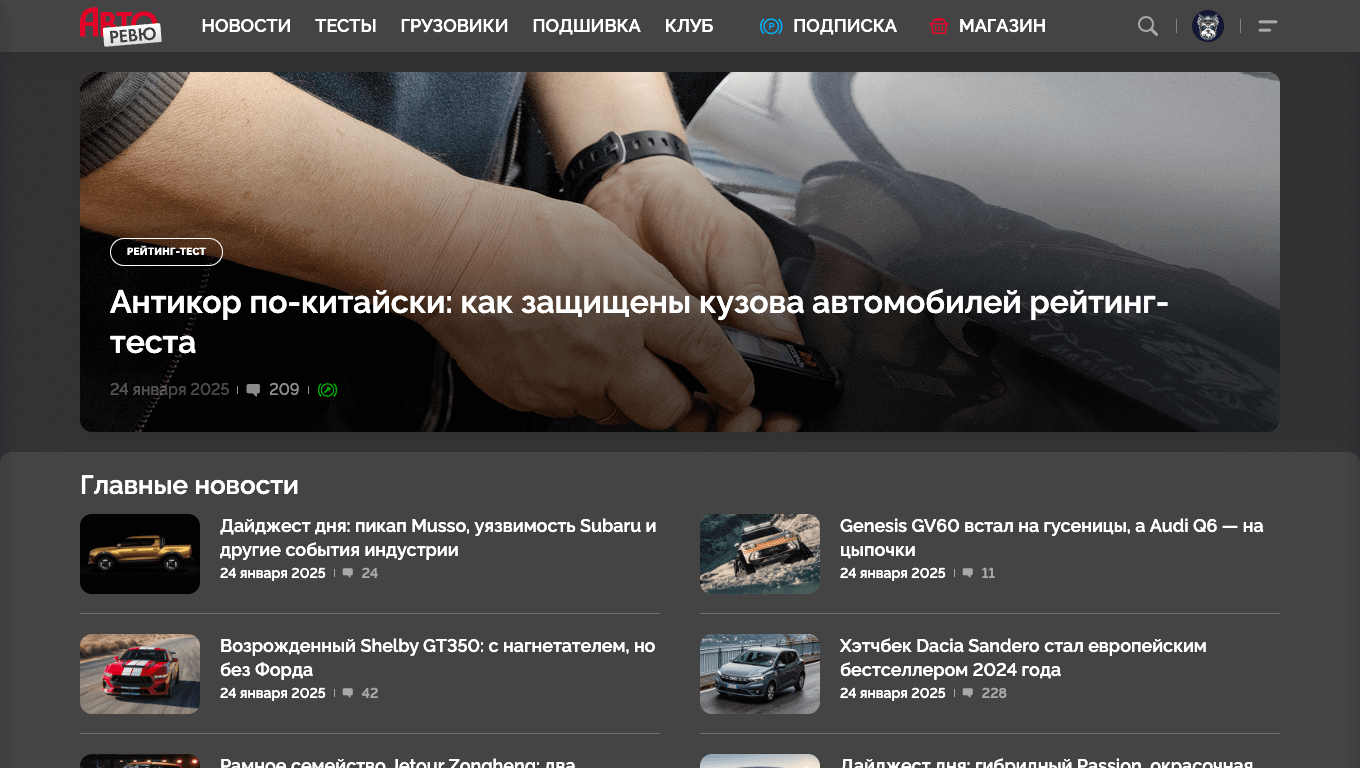 АВТО
РЕВЮ
НОВОСТИ ТЕСТЫ ГРУЗОВИКИ ПОДШИВКА КЛУБ ПОДПИСКА МАГАЗИН
РЕЙТИНГ-ТЕСТ
Антикор по-китайски: как защищены кузова автомобилей рейтинг-
теста
24 января 2025 209
Главные новости
Дайджест дня: пикап Musso, уязвимость Subaru и
другие события индустрии
24 января 2025 24
Genesis GV60 встал на гусеницы, а Audi Q6 — на
цыпочки
24 января 2025 11
Возрожденный Shelby GT350: с нагнетателем, но
без Форда
24 января 2025 42
Хэтчбек Dacia Sandero стал европейским
бестселлером 2024 года
24 января 2025 228
Рамное семейство Jetour Zongheng: два
Дайджест дня: гибридный Passion, окрасочная